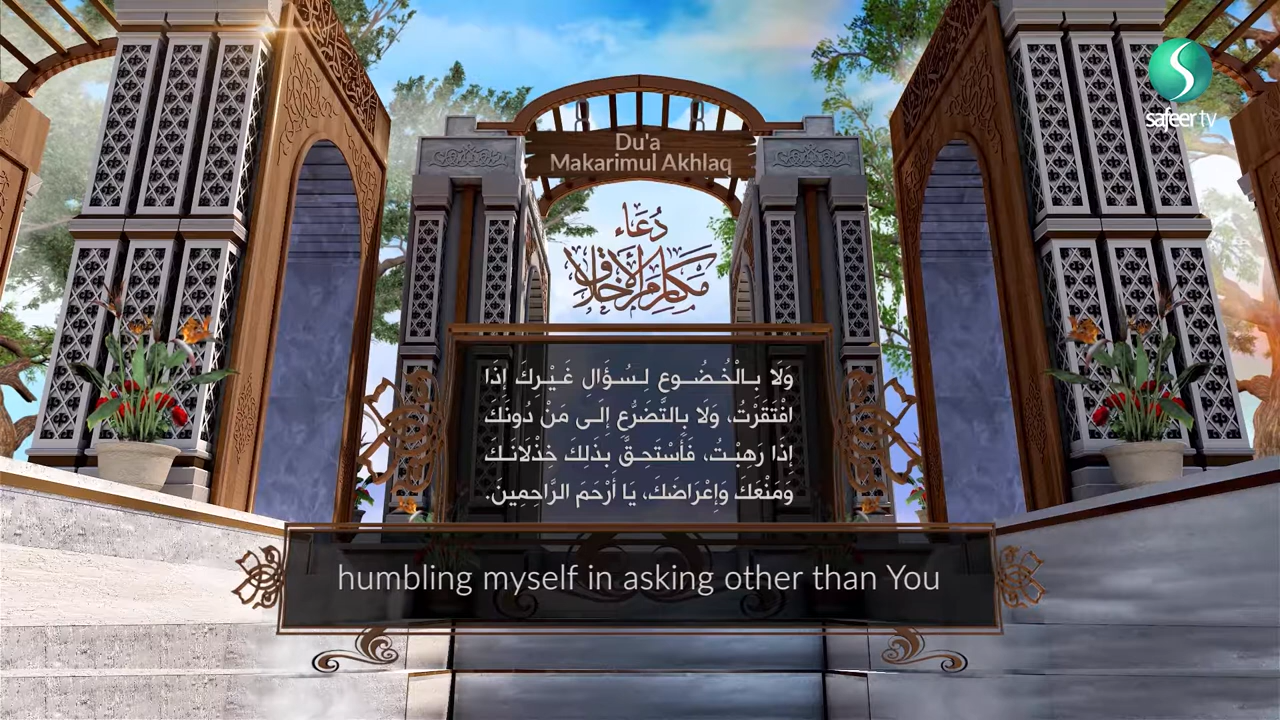 safeer tv
Du'a
Makarimul Akhlaq
دُعَاء
مَكَارِمِ الْأَخْلَاق
وَلَا بِالْخُضُوعِ لِسُؤَالِ غَيْرِكَ إِذَا
افْتَقَرْتُ، وَلَا بِالتَّضَرُّعِ إِلَى مَنْ دُونَكَ
إِذَا رَهِبْتُ، فَأَسْتَحِقَّ بِذَلِكَ خِذْلَانَكَ
وَمَنْعَكَ وَإِعْرَاضَكَ، يَا أَرْحَمَ الرَّاحِمِينَ.
humbling myself in asking other than You